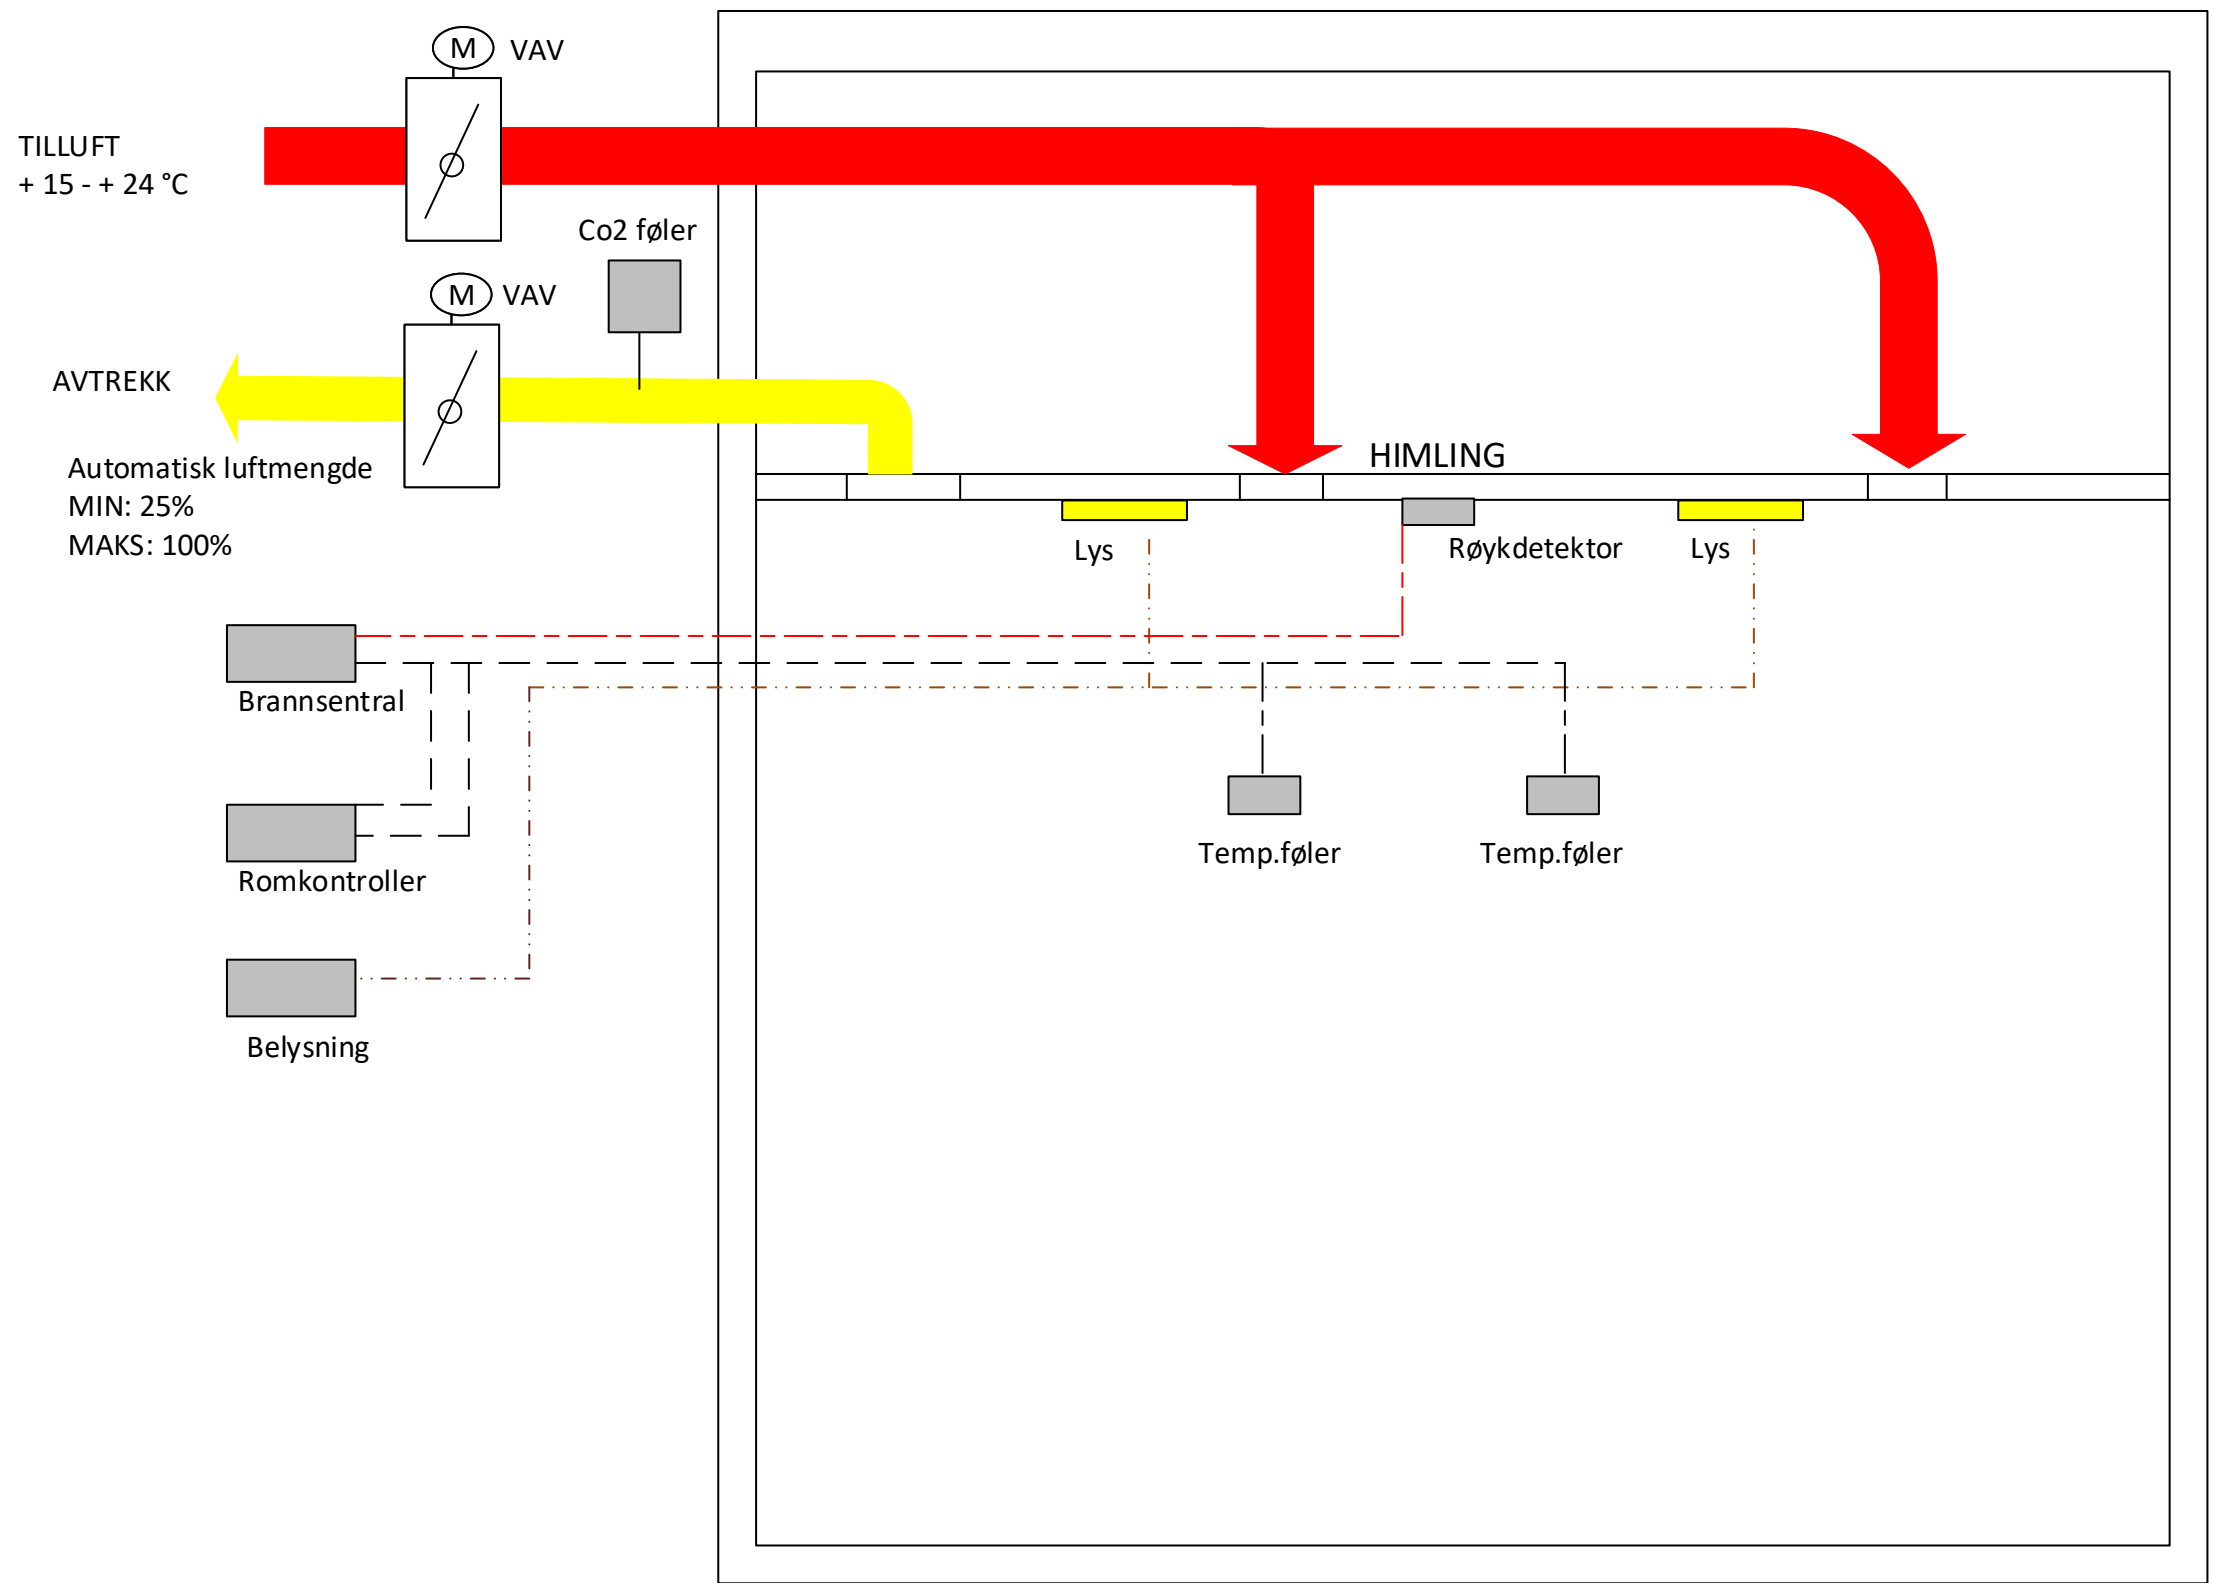 M
VAV
TILLUFT
+ 15 - + 24 °C
Co2 føler
M
VAV
AVTREKK
HIMLING
Automatisk luftmengde
MIN: 25%
MAKS: 100%
Lys
Røykdetektor
Lys
Brannsentral
Temp.føler
Temp.føler
Romkontroller
Belysning